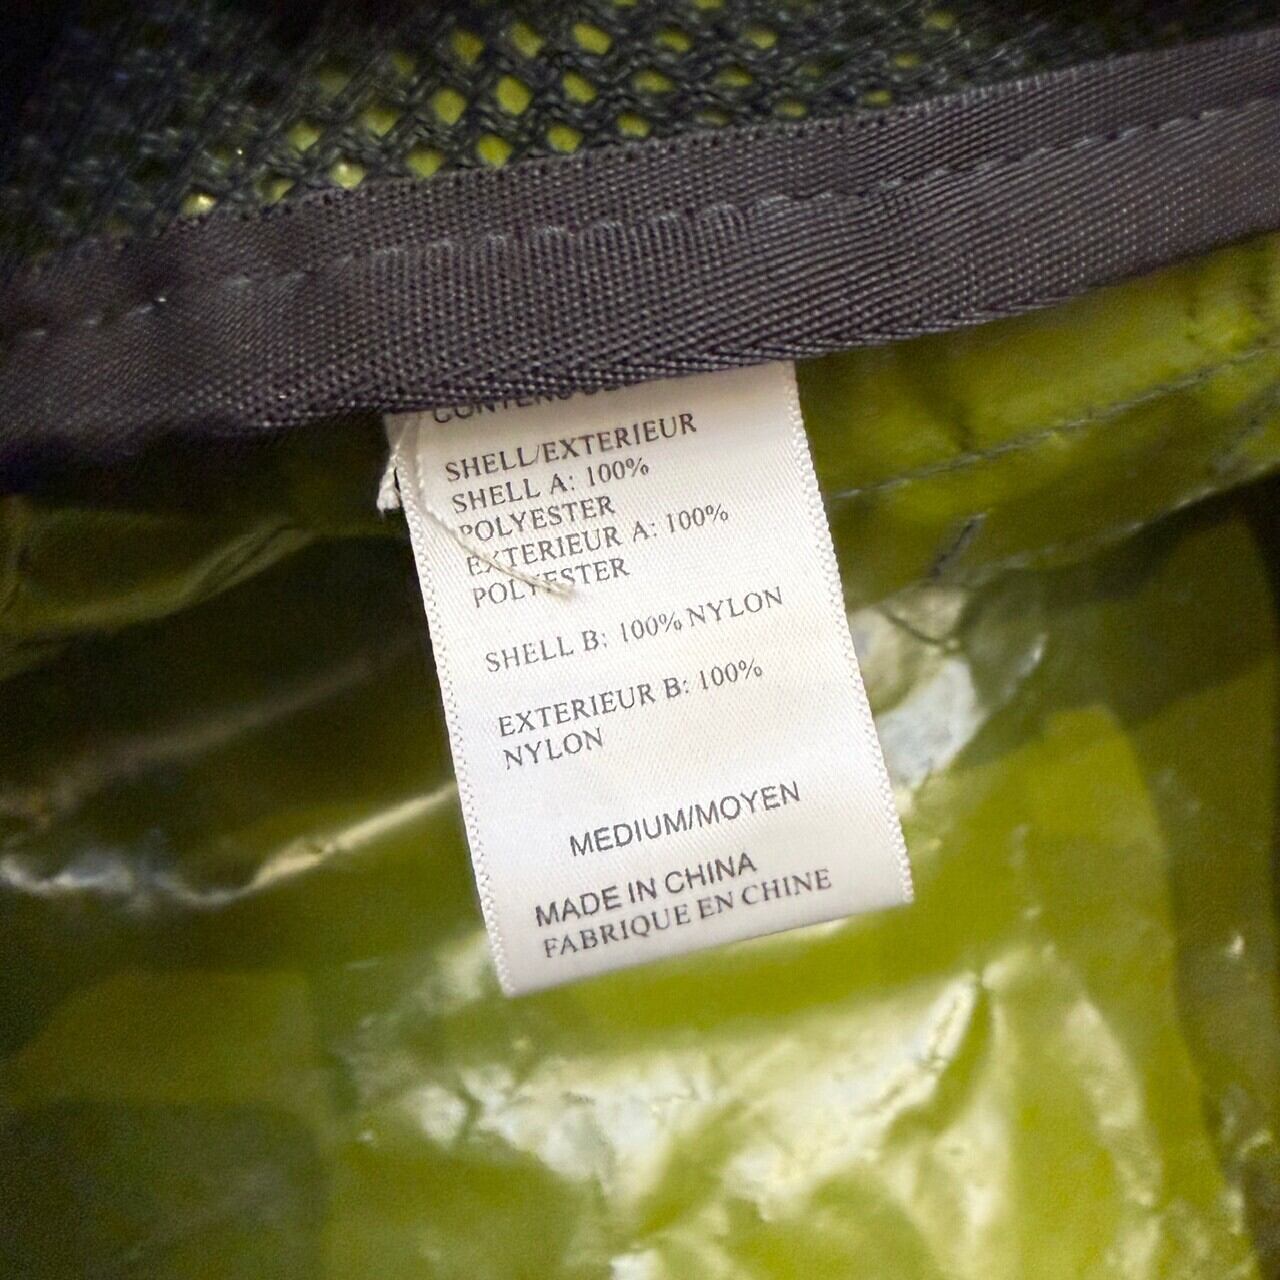 CONTENU
SHELL/EXTERIEUR
SHELL A: 100%
POLYESTER
EXTERIEUR A: 100%
POLYESTER
SHELL B: 100% NYLON
EXTERIEUR B: 100%
NYLON
MEDIUM/MOYEN
MADE IN CHINA
FABRIQUE EN CHINE